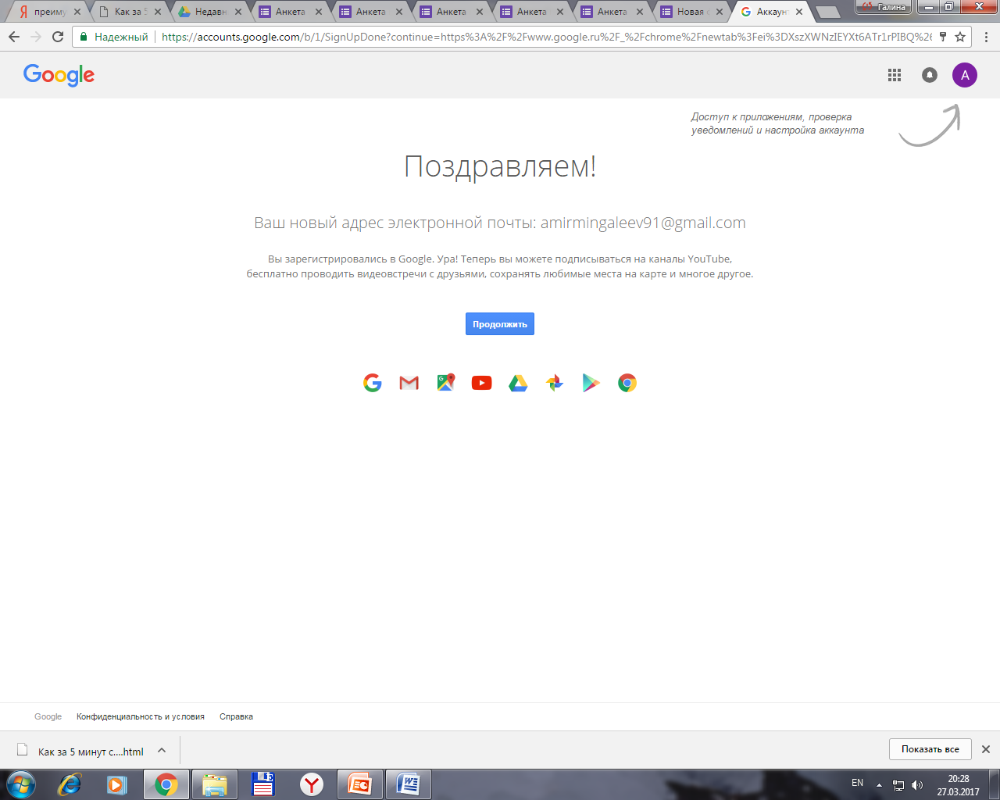 преиму
Как за 5
Недавн
Анкета
Анкета
Анкета
Анкета
Анкета
Новая
Аккаун
Галина
Надежный
https://accounts.google.com/b/1/SignUpDone?continue=https%3A%2F%2Fwww.google.ru%2F_%2Fchrome%2Fnewtab%3Fei%3DXszXWNzIEYXt6ATr1rPIBQ%26
Google
A
Доступ к приложениям, проверка
уведомлений и настройка аккаунта
Поздравляем!
Ваш новый адрес электронной почты: amirmingaleev91@gmail.com
Вы зарегистрировались в Google. Ура! Теперь вы можете подписываться на каналы YouTube,
бесплатно проводить видеовстречи с друзьями, сохранять любимые места на карте и многое другое.
Продолжить
Google Конфиденциальность и условия Справка
Как за 5 минут с....html
Показать все
EN
20:28
27.03.2017